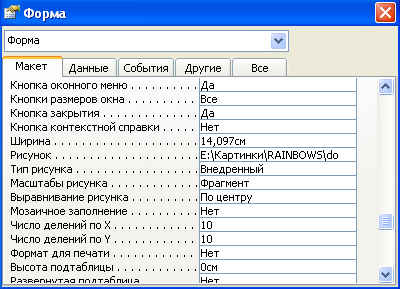 Форма
Форма
Макет Данные События Другие Все
Кнопка оконного меню Да
Кнопки размеров окна Все
Кнопка закрытия Да
Кнопка контекстной справки Нет
Ширина 14,097см
Рисунок E:\Картинки\RAINBOWS\do
Тип рисунка Внедренный
Масштабы рисунка Фрагмент
Выравнивание рисунка По центру
Мозаичное заполнение Нет
Число делений по X 10
Число делений по Y 10
Формат для печати Нет
Высота подтаблицы 0см
Развернутая подтаблица Нет